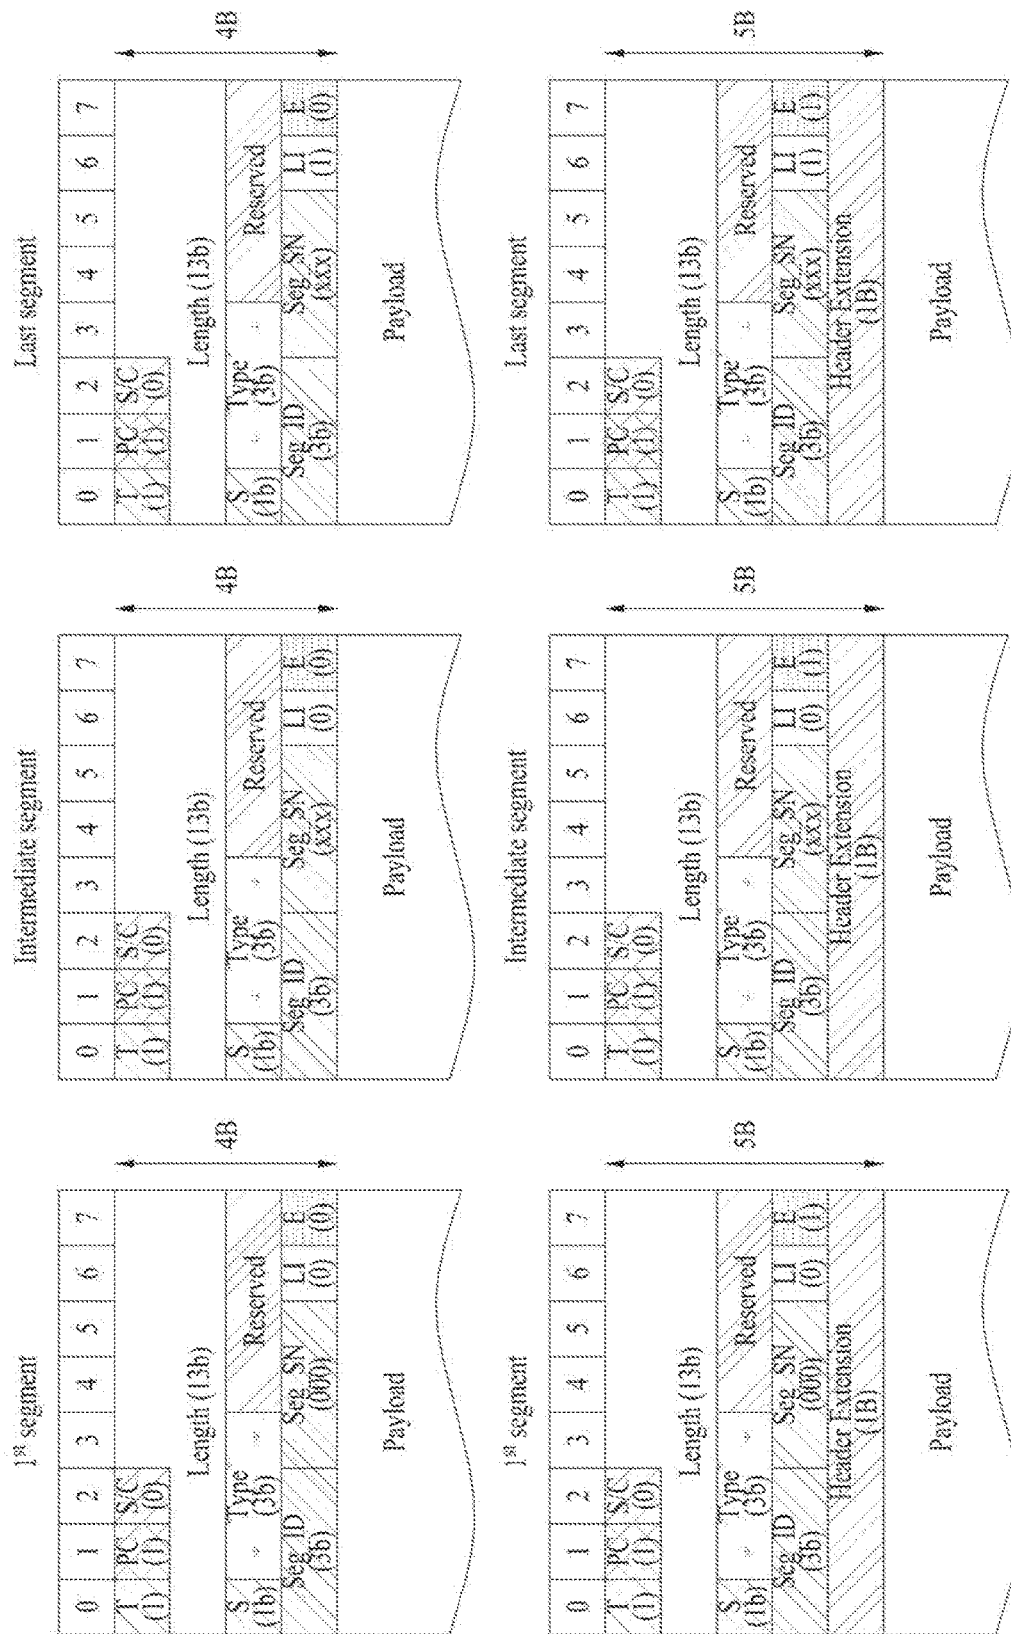 1st segment
0 1 2 3 4 5 6 7
T (1) PC (1) S/C (0)
Length (13b)
S (1b) Type (3b) Reserved
Seg_ID (3b) Seg_SN (000) LI (0) E (0)
Payload
4B
Intermediate segment
0 1 2 3 4 5 6 7
T (1) PC (1) S/C (0)
Length (13b)
S (1b) Type (3b) Reserved
Seg_ID (3b) Seg_SN (xxx) LI (0) E (0)
Payload
4B
Last segment
0 1 2 3 4 5 6 7
T (1) PC (1) S/C (0)
Length (13b)
S (1b) Type (3b) Reserved
Seg_ID (3b) Seg_SN (xxx) LI (1) E (0)
Payload
4B
1st segment
0 1 2 3 4 5 6 7
T (1) PC (1) S/C (0)
Length (13b)
S (1b) Type (3b) Reserved
Seg_ID (3b) Seg_SN (000) LI (0) E (1)
Header Extension (1B)
Payload
5B
Intermediate segment
0 1 2 3 4 5 6 7
T (1) PC (1) S/C (0)
Length (13b)
S (1b) Type (3b) Reserved
Seg_ID (3b) Seg_SN (xxx) LI (0) E (1)
Header Extension (1B)
Payload
5B
Last segment
0 1 2 3 4 5 6 7
T (1) PC (1) S/C (0)
Length (13b)
S (1b) Type (3b) Reserved
Seg_ID (3b) Seg_SN (xxx) LI (1) E (1)
Header Extension (1B)
Payload
5B